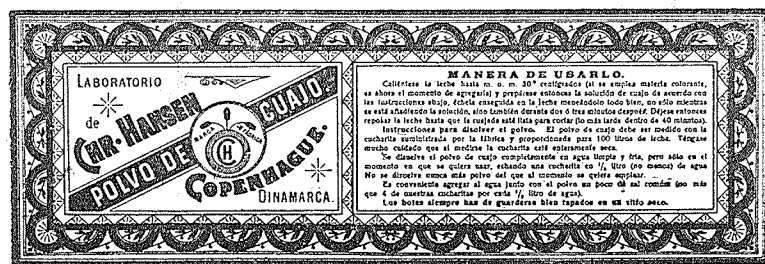 LABORATORIO
de
CHR. HANSEN
POLVO DE CUAJO
MARCA
CH
COPENHAGUE.
DINAMARCA.
MANERA DE USARLO.
Caliéntese la leche hasta m. o. m. 30° centígrados (si se emplea materia colorante,
es ahora el momento de agregarla) y prepárese entonces la solución de cuajo de acuerdo con
las instrucciones abajo, échela enseguida en la leche meneándolo todo bien, no sólo mientras
se está añadiendo la solución, sino también durante dos ó tres minutos después. Déjese entonces
reposar la leche hasta que la cuajada está lista para cortar (lo más tarde dentro de 40 minutos).
Instrucciones para disolver el polvo. El polvo de cuajo debe ser medido con la
cucharita suministrada por la fábrica y proporcionada para 100 litros de leche. Téngase
mucho cuidado que al medirse la cucharita está enteramente seca.
Se disuelve el polvo de cuajo completamente en agua limpia y fría, pero sólo en el
momento en que se quiera usar, echando una cucharita en 1/4 litro (no menos) de agua
No se disuelve nunca más polvo del que al momento se quiera emplear.
Es conveniente agregar al agua junto con el polvo un poco de sal común (no más
que 4 de nuestras cucharitas por cada 1/4 litro de agua).
Los botes siempre han de guardarse bien tapados en un sitio seco.